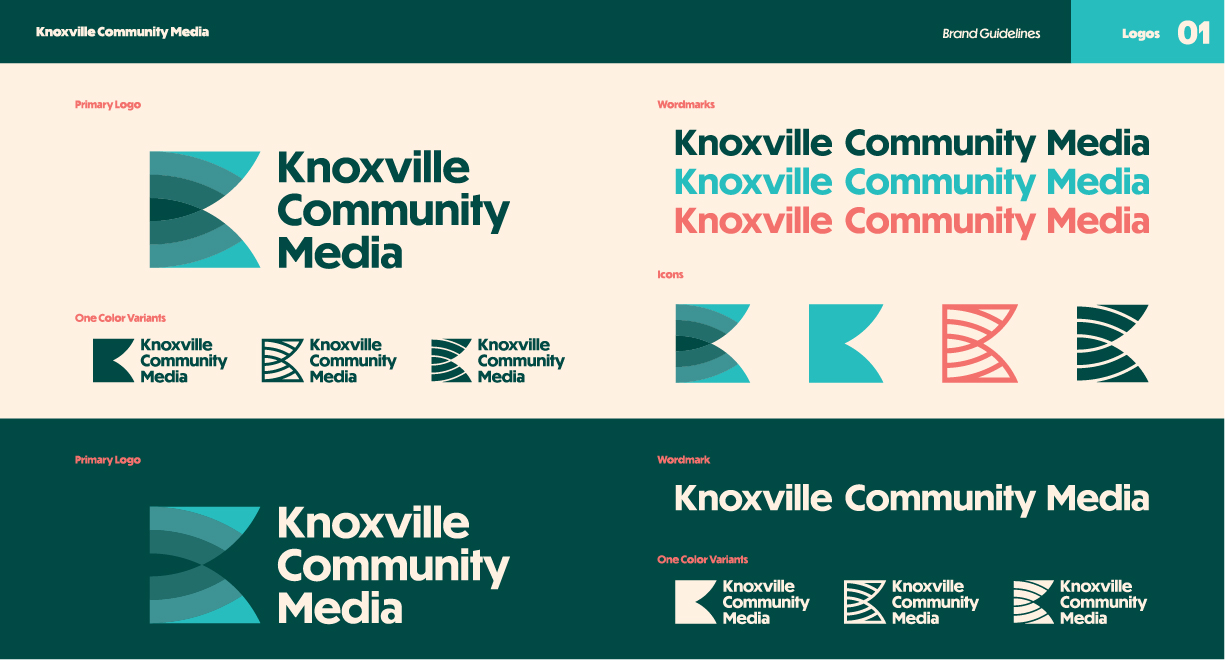 Knoxville Community Media
Brand Guidelines
Logos 01
Primary Logo
Knoxville
Community
Media
One Color Variants
Knoxville
Community
Media
Knoxville
Community
Media
Knoxville
Community
Media
Wordmarks
Knoxville Community Media
Knoxville Community Media
Knoxville Community Media
Icons
Primary Logo
Knoxville
Community
Media
Wordmark
Knoxville Community Media
One Color Variants
Knoxville
Community
Media
Knoxville
Community
Media
Knoxville
Community
Media